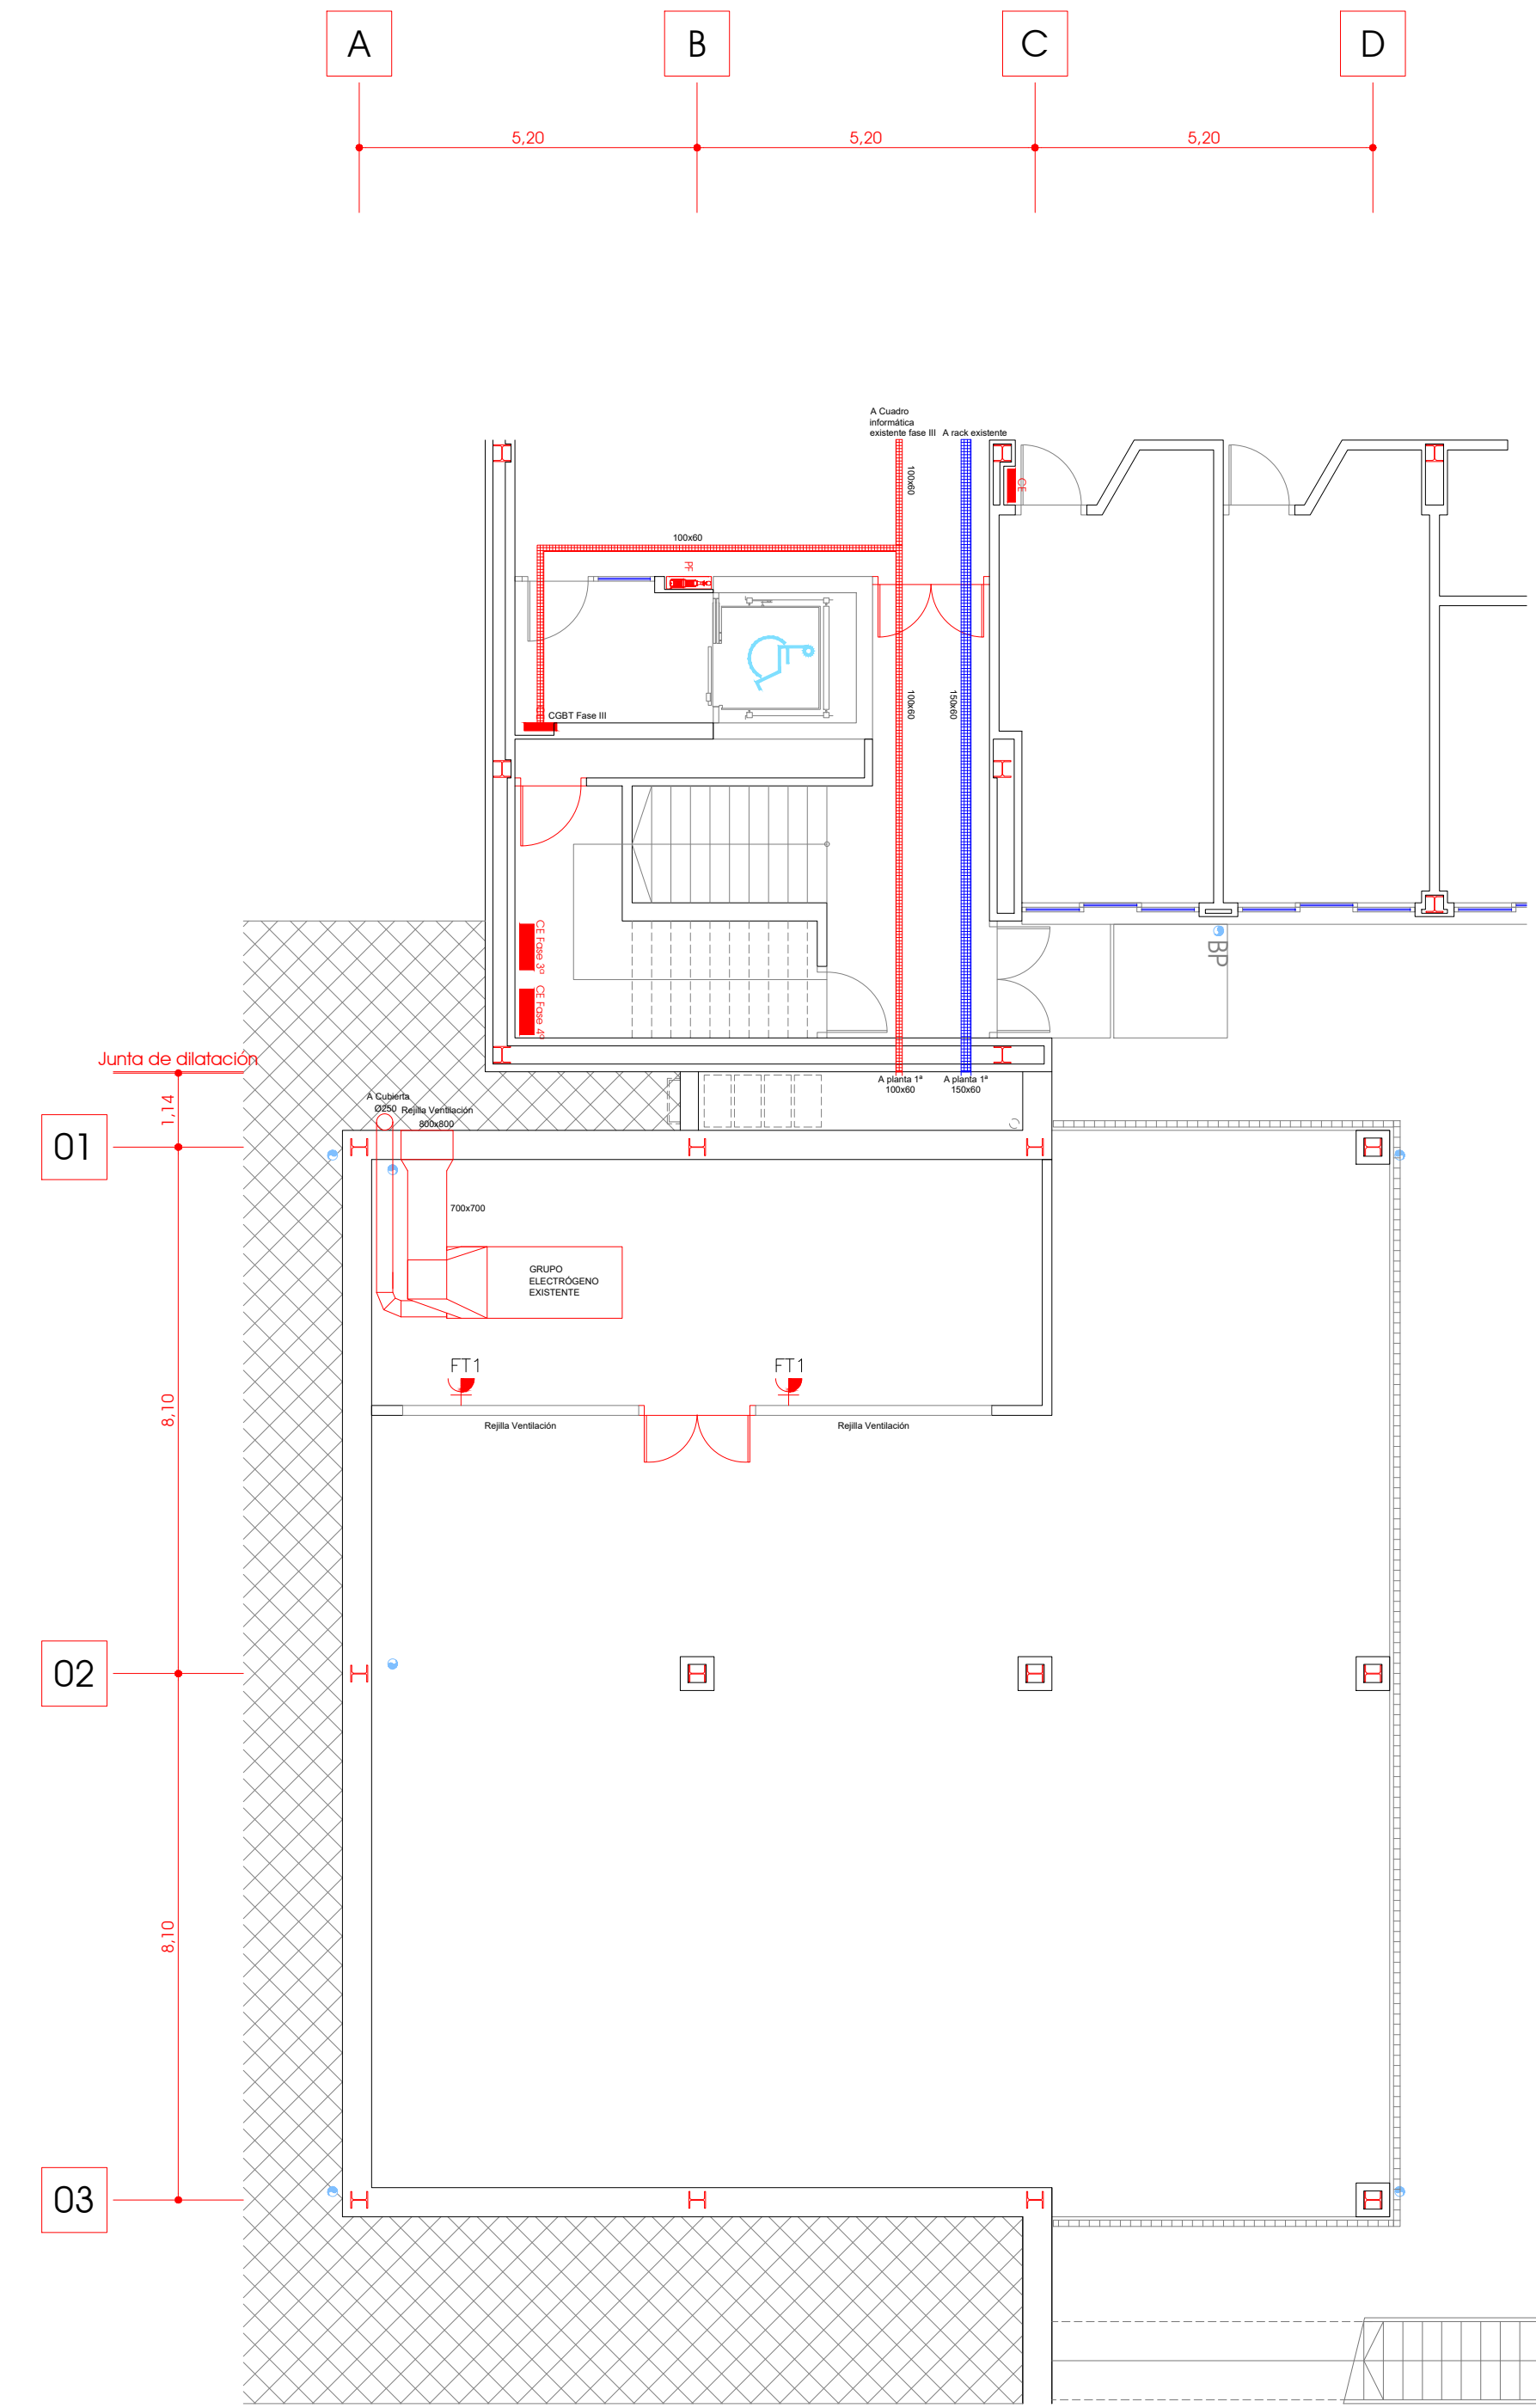 A
B
C
D
5,20
5,20
5,20
A Cuadro
informática
existente fase III
A rack existente
100x60
CE
100x60
PF
100x60
150x60
CGBT Fase III
CE Fase 3ª
CE Fase 4ª
BP
Junta de dilatación
A planta 1ª
100x60
A planta 1ª
150x60
1,14
A Cubierta
Ø250
Rejilla Ventilación
800x800
01
700x700
GRUPO
ELECTRÓGENO
EXISTENTE
FT1
FT1
8,10
Rejilla Ventilación
Rejilla Ventilación
02
8,10
03